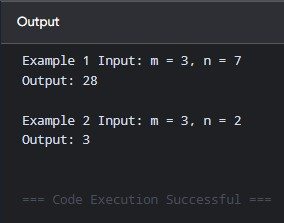 Output
Example 1 Input: m = 3, n = 7
Output: 28
Example 2 Input: m = 3, n = 2
Output: 3
=== Code Execution Successful ===